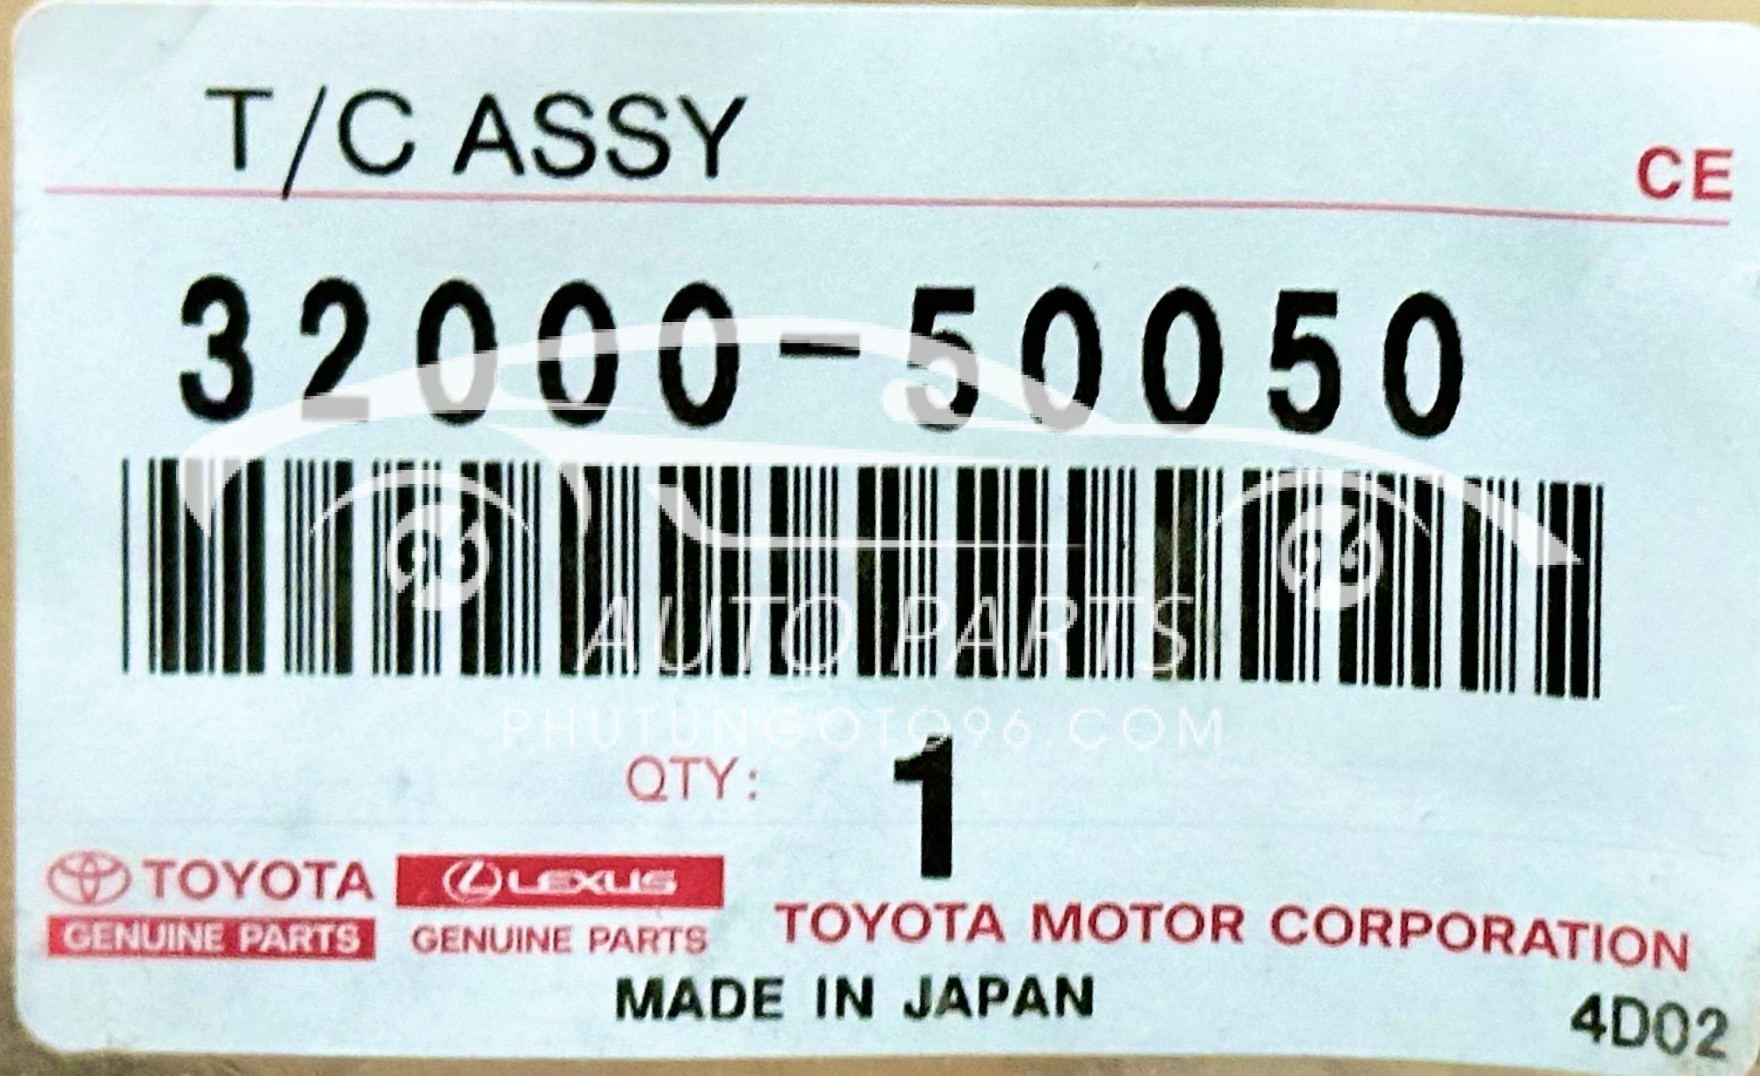 T/C ASSY
CE
32000-50050
AUTO PARTS
PHUTUNGOTO96.COM
QTY: 1
TOYOTA
GENUINE PARTS
LEXUS
GENUINE PARTS
TOYOTA MOTOR CORPORATION
MADE IN JAPAN
4D02